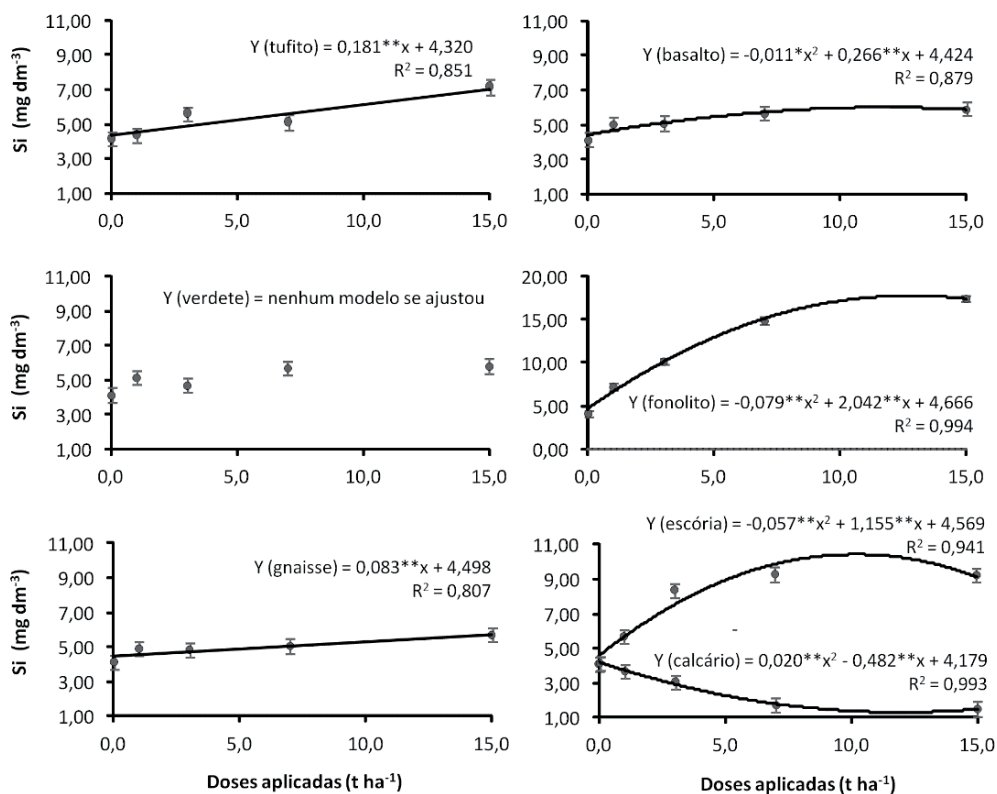 11,00
9,00
7,00
5,00
3,00
1,00
Si (mg dm⁻³)
Y (tufito) = 0,181**x + 4,320
R² = 0,851
0,0 5,0 10,0 15,0
11,00
9,00
7,00
5,00
3,00
1,00
Y (basalto) = -0,011*x² + 0,266**x + 4,424
R² = 0,879
0,0 5,0 10,0 15,0
11,00
9,00
7,00
5,00
3,00
1,00
Si (mg dm⁻³)
Y (verdete) = nenhum modelo se ajustou
0,0 5,0 10,0 15,0
20,00
15,00
10,00
5,00
0,00
Y (fonolito) = -0,079**x² + 2,042**x + 4,666
R² = 0,994
0,0 5,0 10,0 15,0
11,00
9,00
7,00
5,00
3,00
1,00
Si (mg dm⁻³)
Y (gnaisse) = 0,083**x + 4,498
R² = 0,807
0,0 5,0 10,0 15,0
Doses aplicadas (t ha⁻¹)
Y (escória) = -0,057**x² + 1,155**x + 4,569
R² = 0,941
11,00
9,00
7,00
5,00
3,00
1,00
Y (calcário) = 0,020**x² - 0,482**x + 4,179
R² = 0,993
0,0 5,0 10,0 15,0
Doses aplicadas (t ha⁻¹)